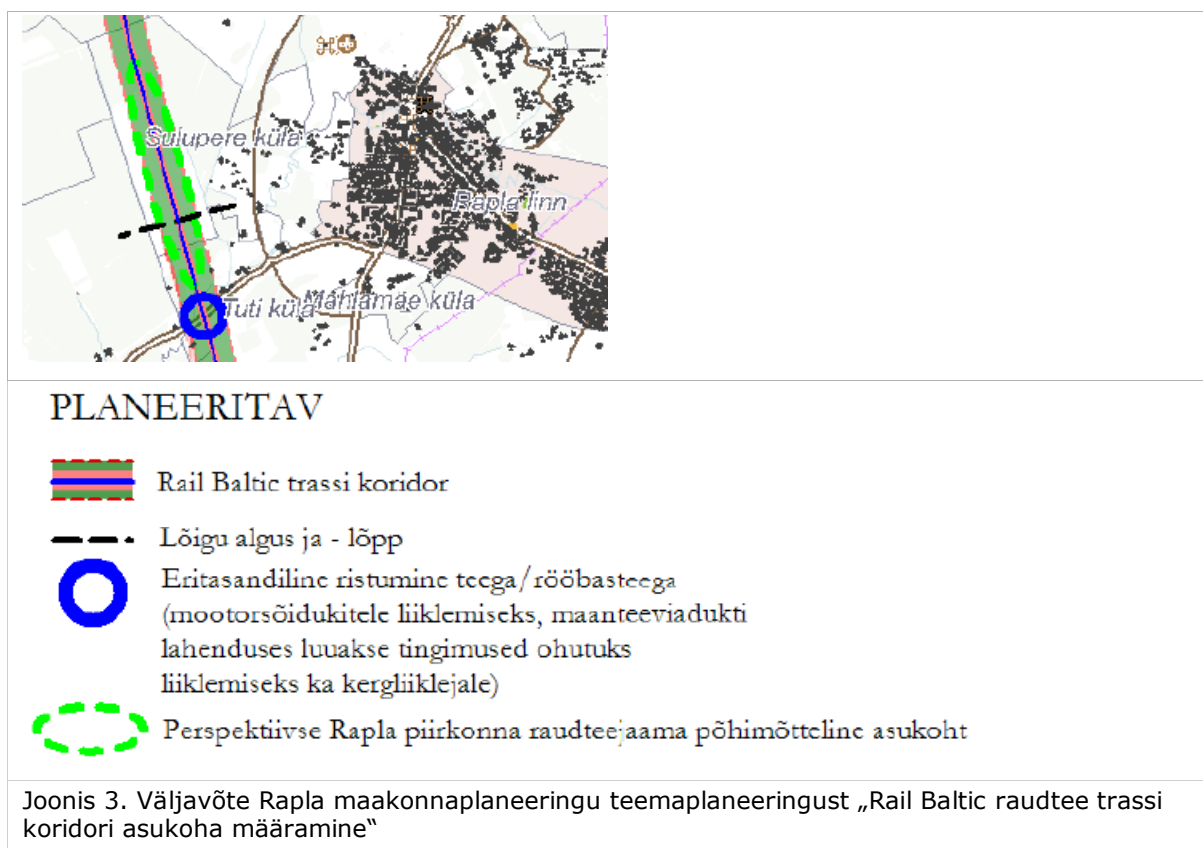 Sulupere küla
Rapla linn
Tuti küla
Mahlamäe küla
PLANEERITAV
Rail Baltic trassi koridor
Lõigu algus ja - lõpp
Eritasandiline ristumine teega/rööbasteega
(mootorsõidukitele liiklemiseks, maanteeviadukti
lahenduses luuakse tingimused ohutuks
liiklemiseks ka kergliiklejale)
Perspektiivse Rapla piirkonna raudteejaama põhimõtteline asukoht
Joonis 3. Väljavõte Rapla maakonnaplaneeringu teemaplaneeringust „Rail Baltic raudtee trassi
koridori asukoha määramine“